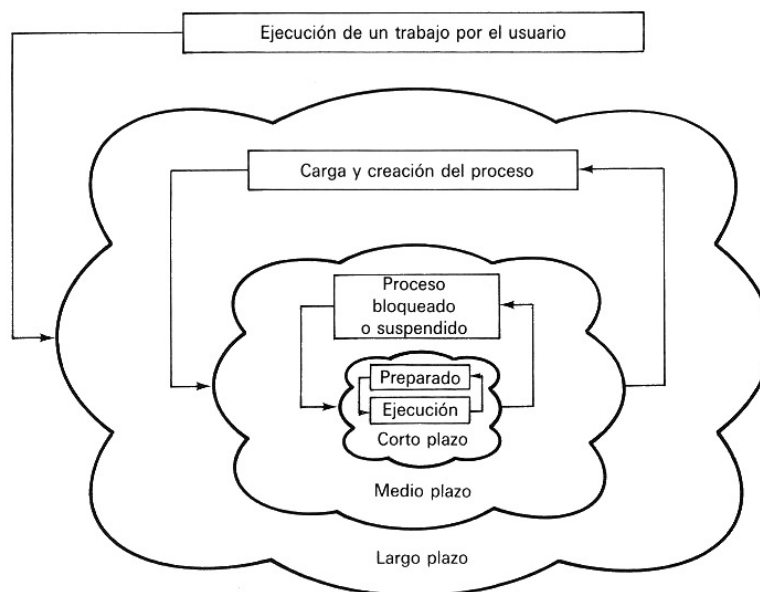 Ejecución de un trabajo por el usuario
Carga y creación del proceso
Proceso
bloqueado
o suspendido
Preparado
Ejecución
Corto plazo
Medio plazo
Largo plazo